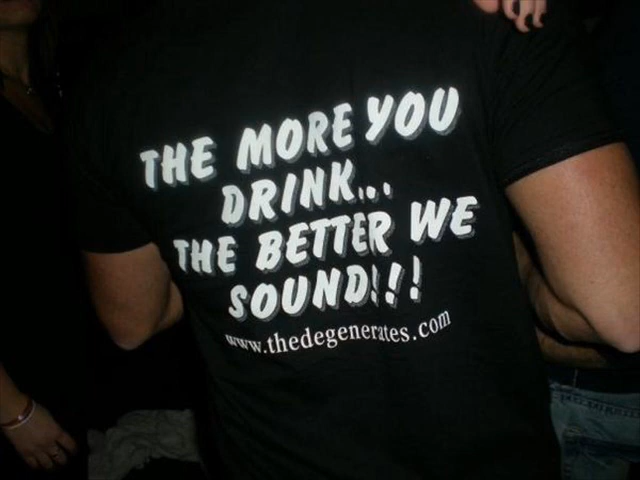 THE MORE YOU
DRINK...
THE BETTER WE
SOUND!!!
www.thedegenerates.com